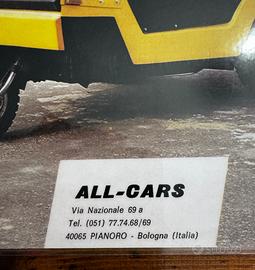 ALL-CARS
Via Nazionale 69 a
Tel. (051) 77.74.68/69
40065 PIANORO - Bologna (Italia)